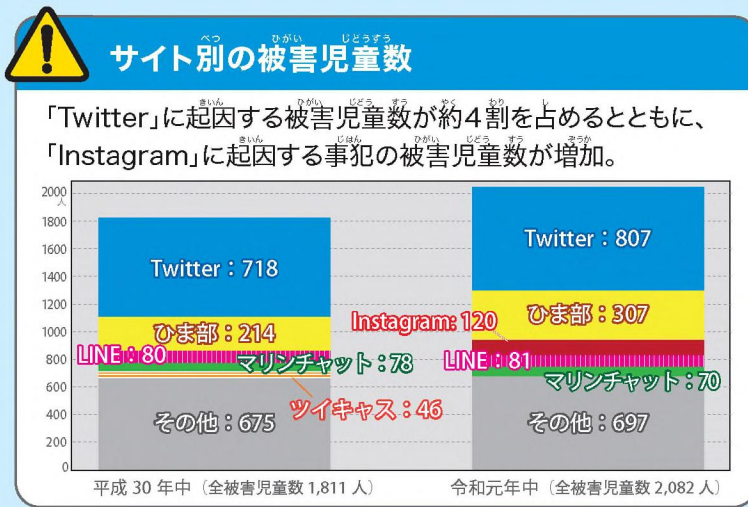 サイト別の被害児童数
「Twitter」に起因する被害児童数が約4割を占めるとともに、
「Instagram」に起因する事犯の被害児童数が増加。
2000
人
1800
1600
1400
1200
1000
800
600
400
200
0
Twitter：718
ひま部：214
LINE：80
マリンチャット：78
ツイキャス：46
その他：675
Twitter：807
ひま部：307
Instagram：120
LINE：81
マリンチャット：70
その他：697
平成30年中（全被害児童数1,811人）
令和元年中（全被害児童数2,082人）